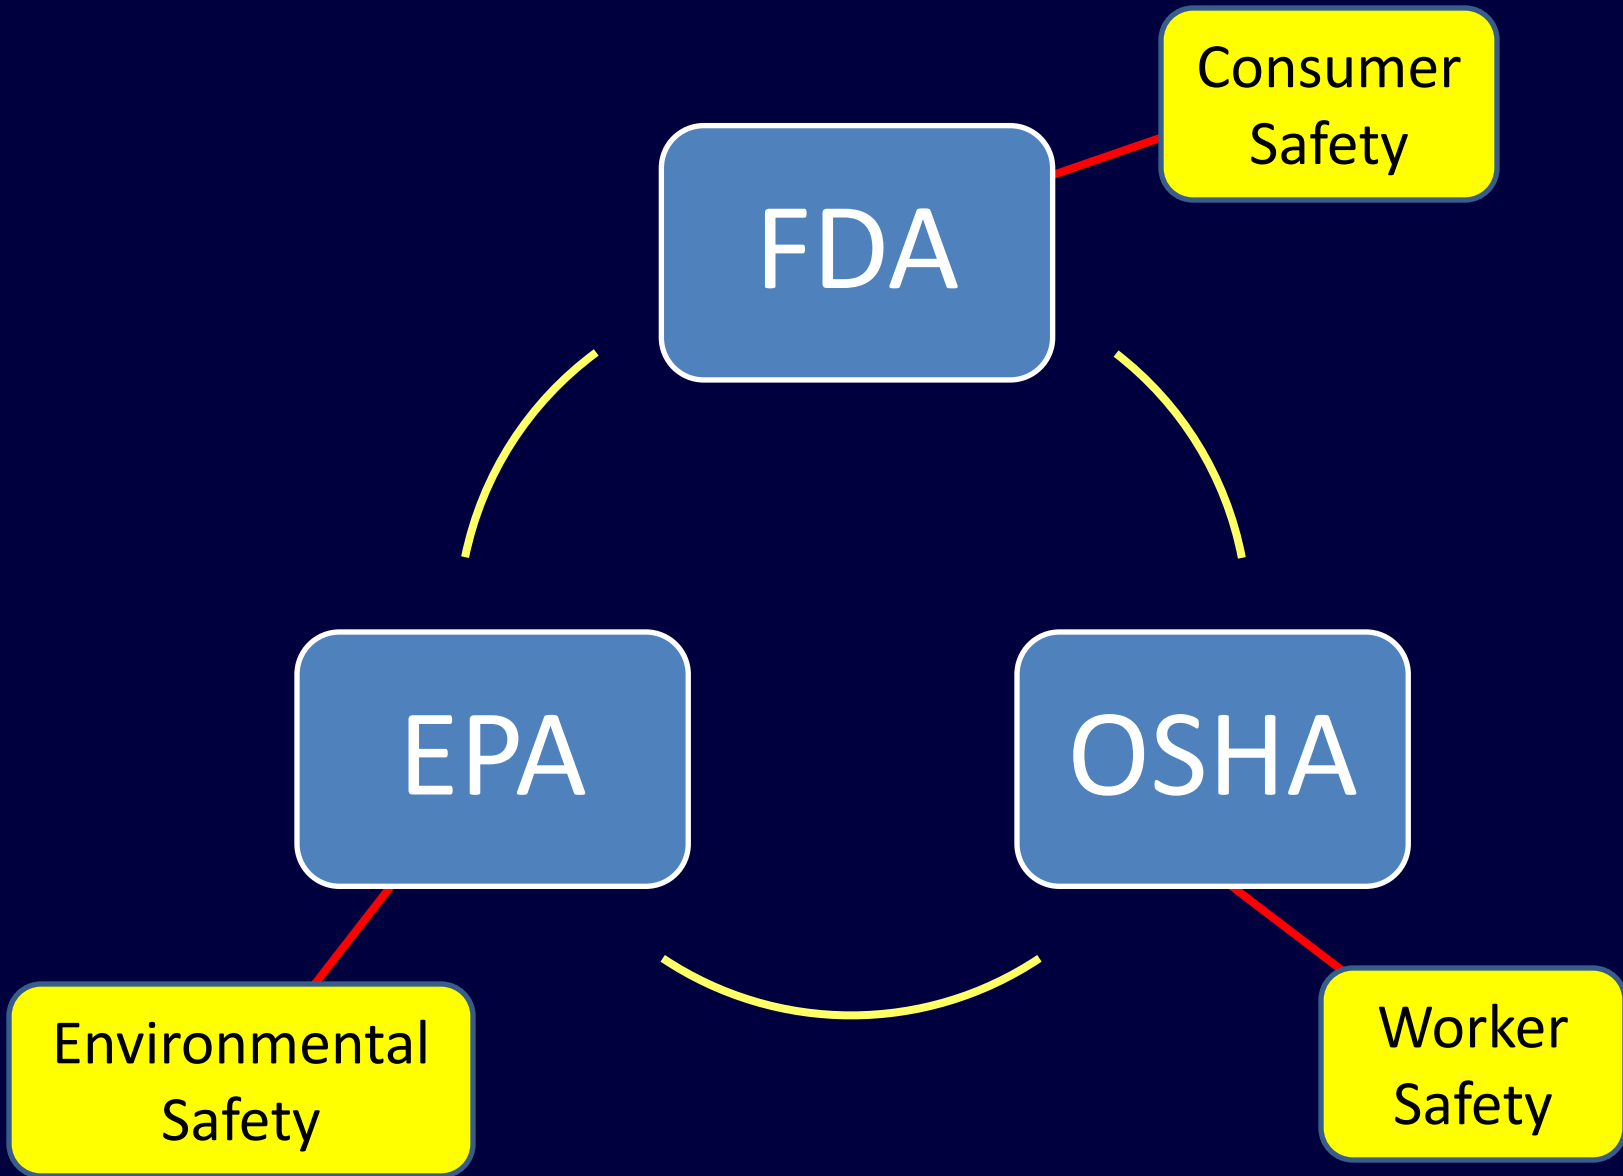 Consumer
Safety
FDA
EPA
OSHA
Environmental
Safety
Worker
Safety